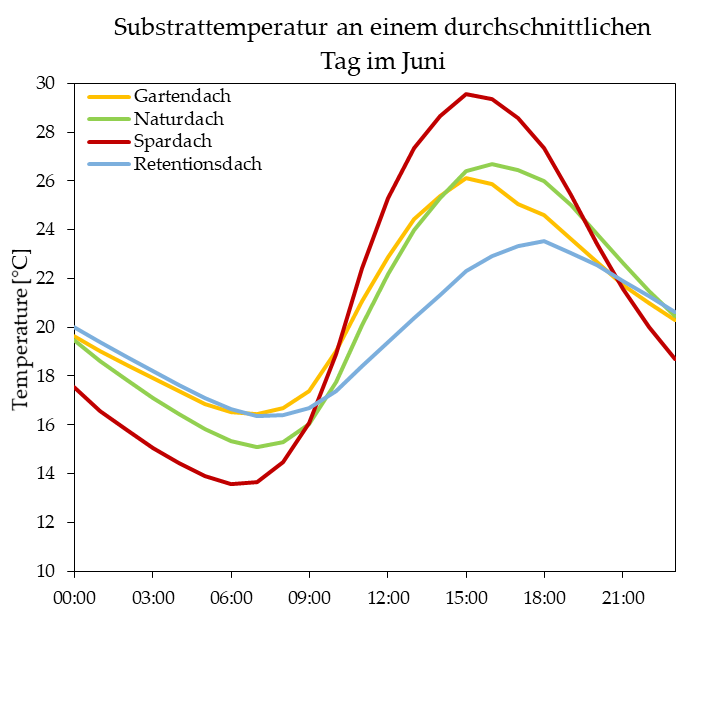 Substrattemperatur an einem durchschnittlichen
Tag im Juni
30
28
26
24
22
20
18
16
14
12
10
Temperature [°C]
Gartendach
Naturdach
Spardach
Retentionsdach
00:00 03:00 06:00 09:00 12:00 15:00 18:00 21:00